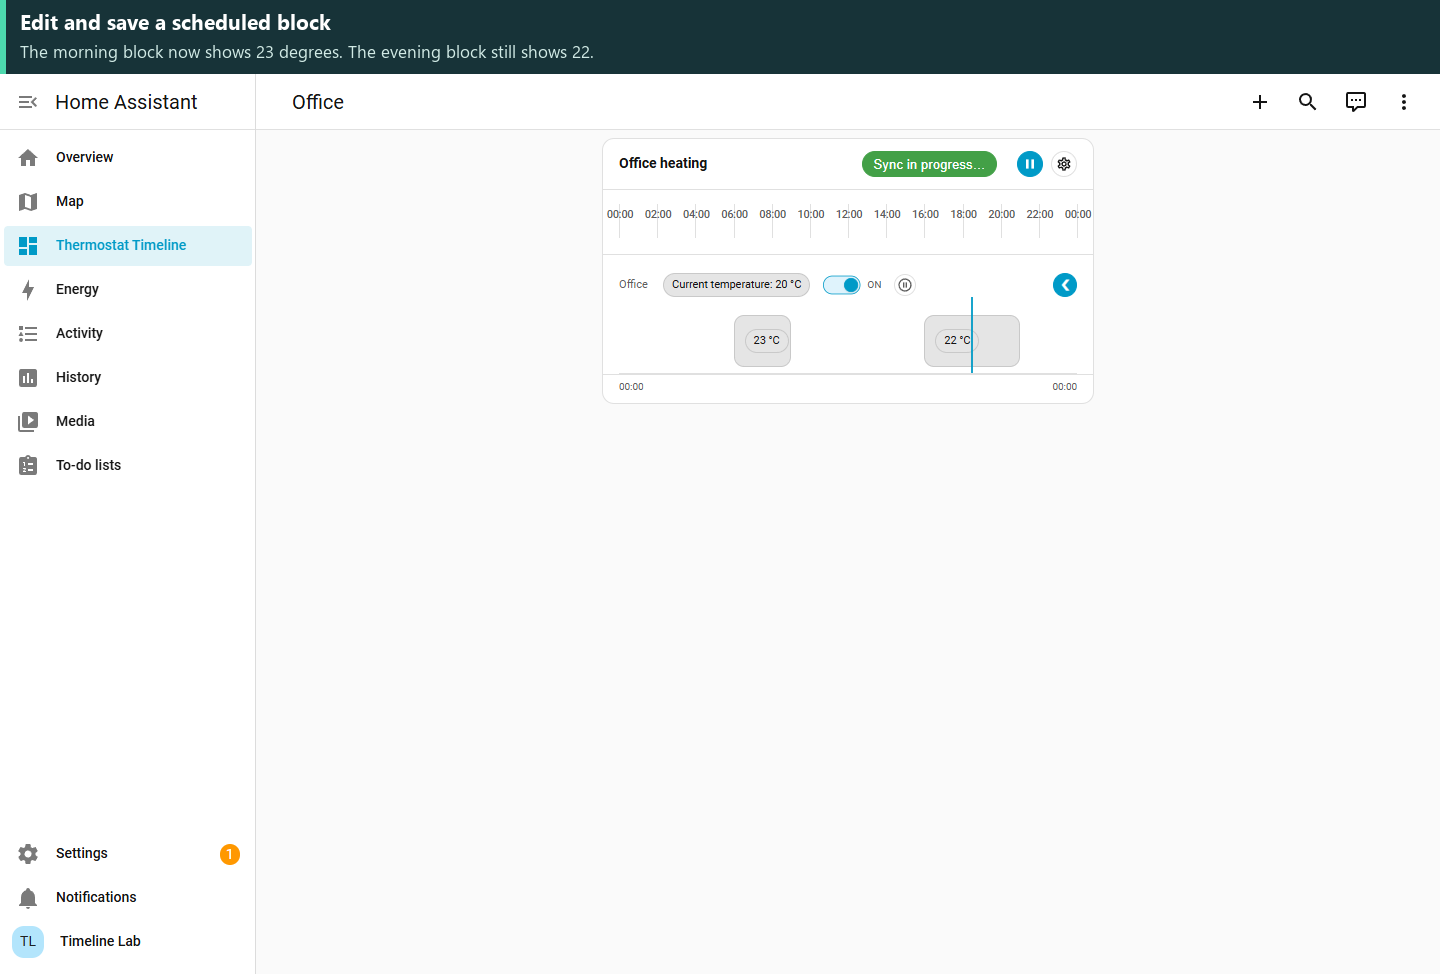 Edit and save a scheduled block
The morning block now shows 23 degrees. The evening block still shows 22.
Home Assistant
Office
Overview
Map
Thermostat Timeline
Energy
Activity
History
Media
To-do lists
Settings
1
Notifications
TL
Timeline Lab
Office heating
Sync in progress...
00:00 02:00 04:00 06:00 08:00 10:00 12:00 14:00 16:00 18:00 20:00 22:00 00:00
Office
Current temperature: 20 °C
ON
23 °C
22 °C
00:00
00:00